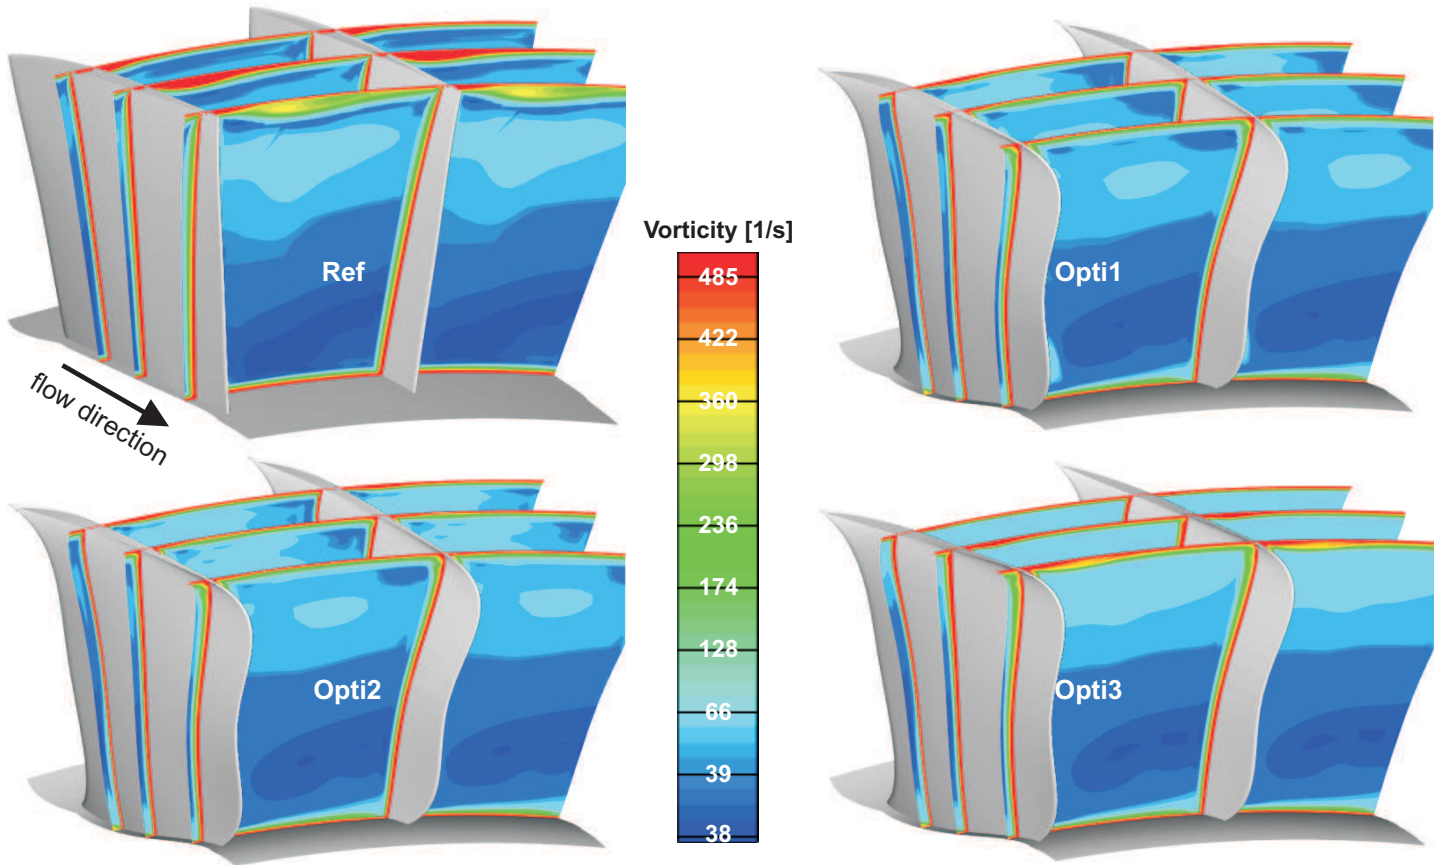 Ref
flow direction
Vorticity [1/s]
485
422
360
298
236
174
128
66
39
38
Opti1
Opti2
Opti3